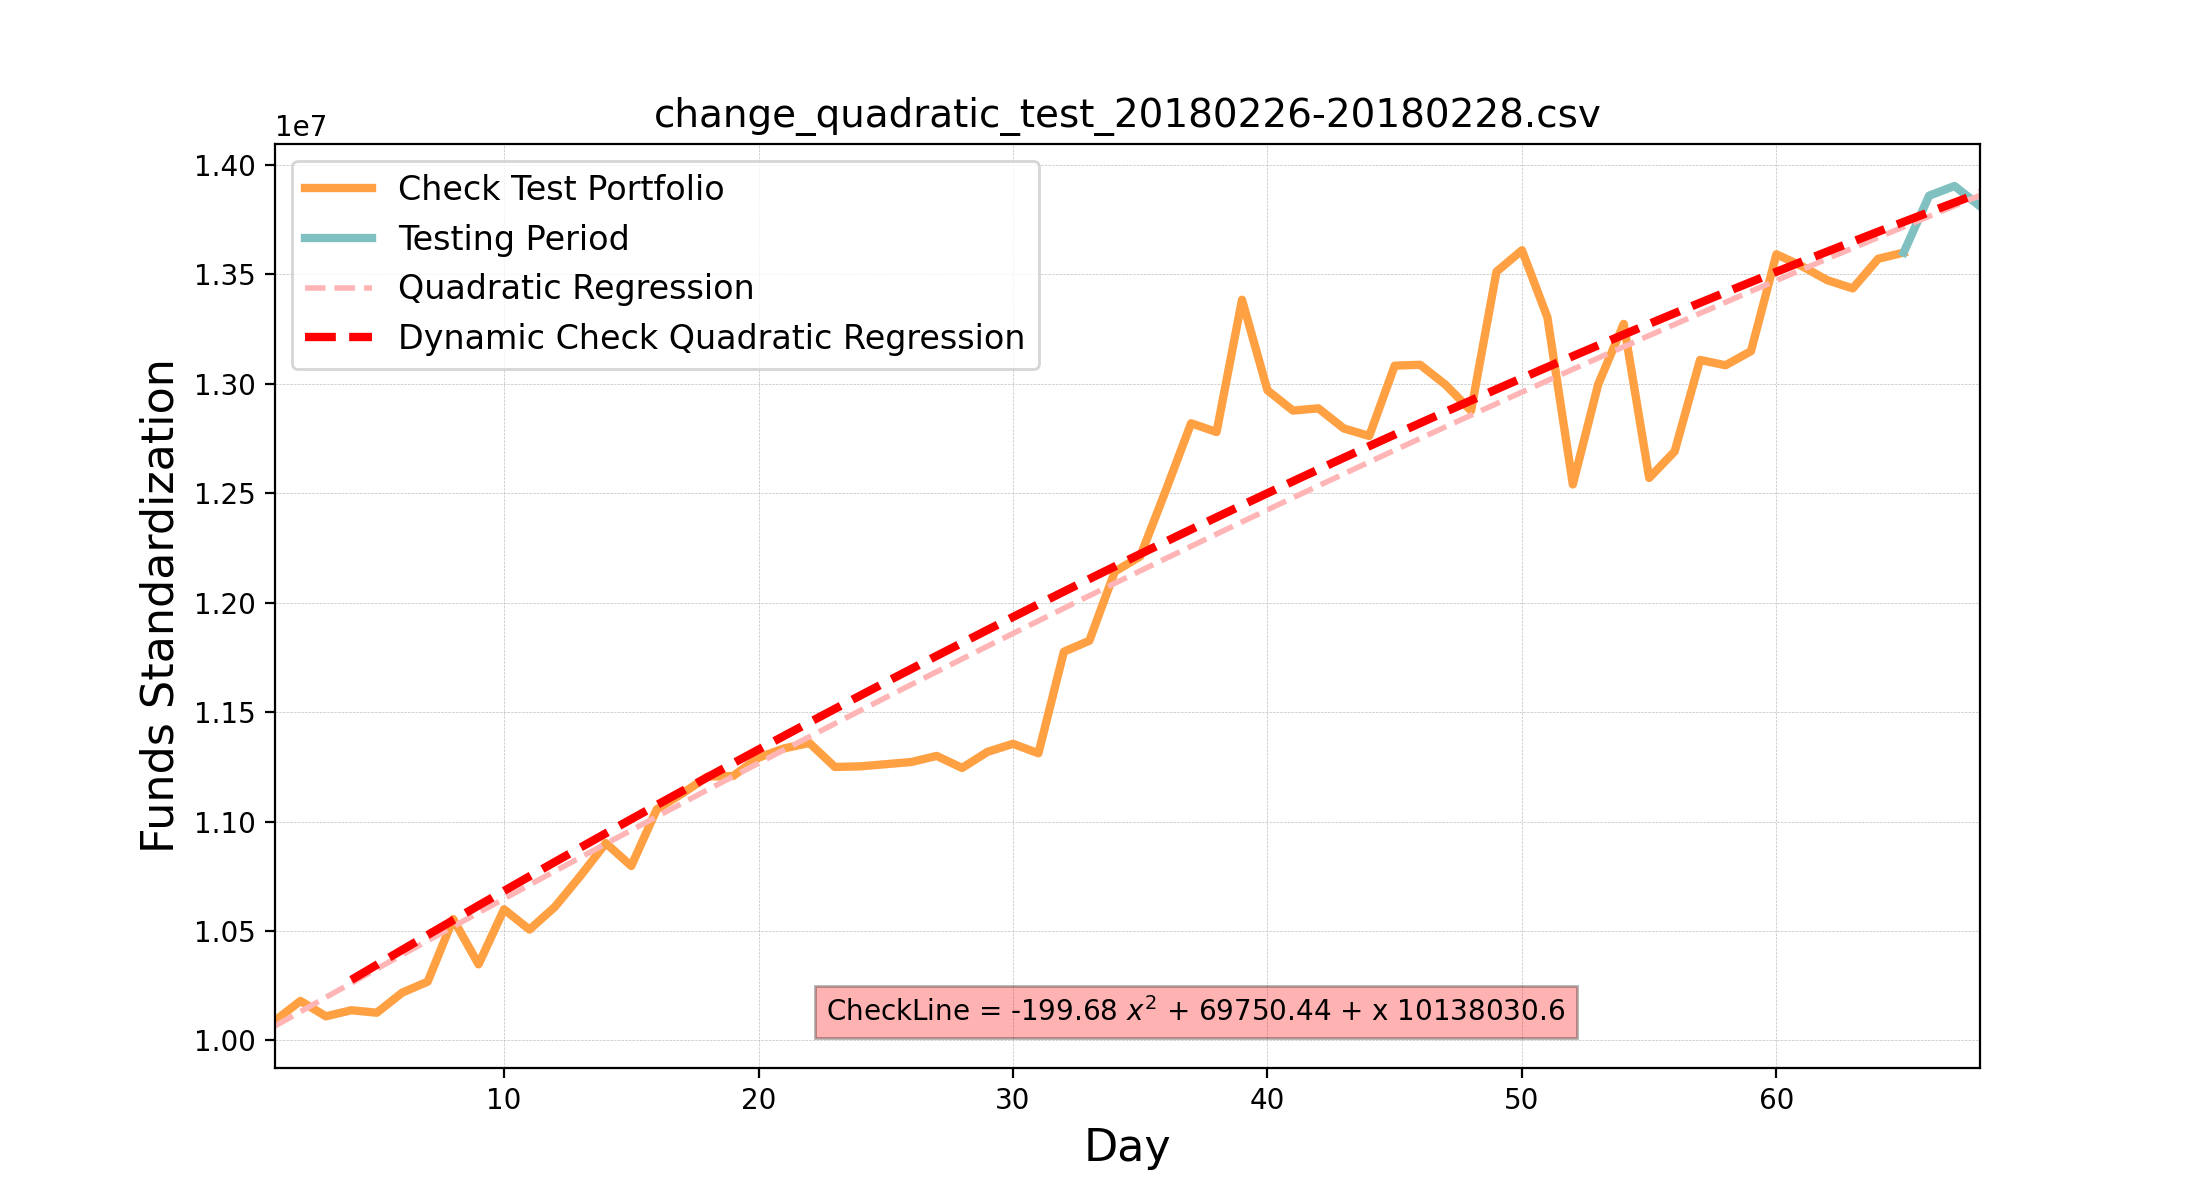 change_quadratic_test_20180226-20180228.csv
1e7
1.40
1.35
1.30
1.25
1.20
1.15
1.10
1.05
1.00
Funds Standardization
Check Test Portfolio
Testing Period
Quadratic Regression
Dynamic Check Quadratic Regression
CheckLine = -199.68 x² + 69750.44 + x 10138030.6
10 20 30 40 50 60
Day